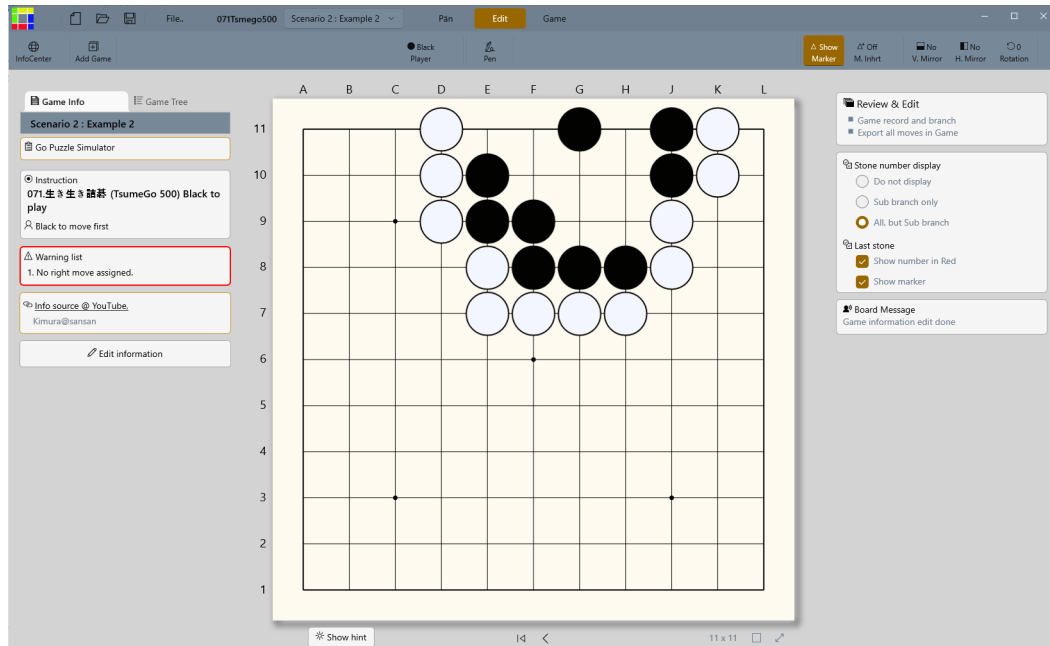 File..
071Tsmego500
Scenario 2 : Example 2
Pän
Edit
Game
InfoCenter
Add Game
Black
Player
Pen
Show
Marker
Off
M. Inhrt
No
V. Mirror
No
H. Mirror
0
Rotation
Game Info
Game Tree
Scenario 2 : Example 2
Go Puzzle Simulator
Instruction
071.生き生き詰碁 (TsumeGo 500) Black to
play
Black to move first
Warning list
1. No right move assigned.
Info source @ YouTube.
Kimura@sansan
Edit information
A B C D E F G H J K L
11
10
9
8
7
6
5
4
3
2
1
Show hint
11 x 11
Review & Edit
Game record and branch
Export all moves in Game
Stone number display
Do not display
Sub branch only
All, but Sub branch
Last stone
Show number in Red
Show marker
Board Message
Game information edit done